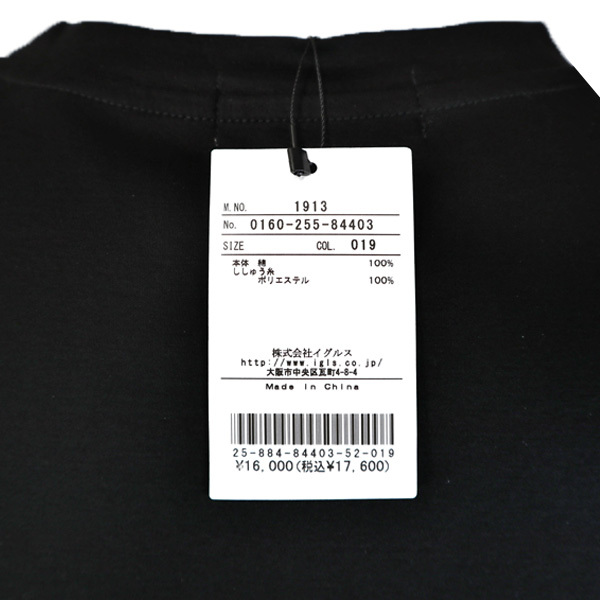 M.NO. 1913
No. 0160-255-84403
SIZE COL. 019
本体 綿 100%
ししゅう糸
ポリエステル 100%
株式会社イグルス
http://www.igls.co.jp/
大阪市中央区瓦町4-8-4
Made in China
25-884-84403-52-019
¥16,000(税込¥17,600)